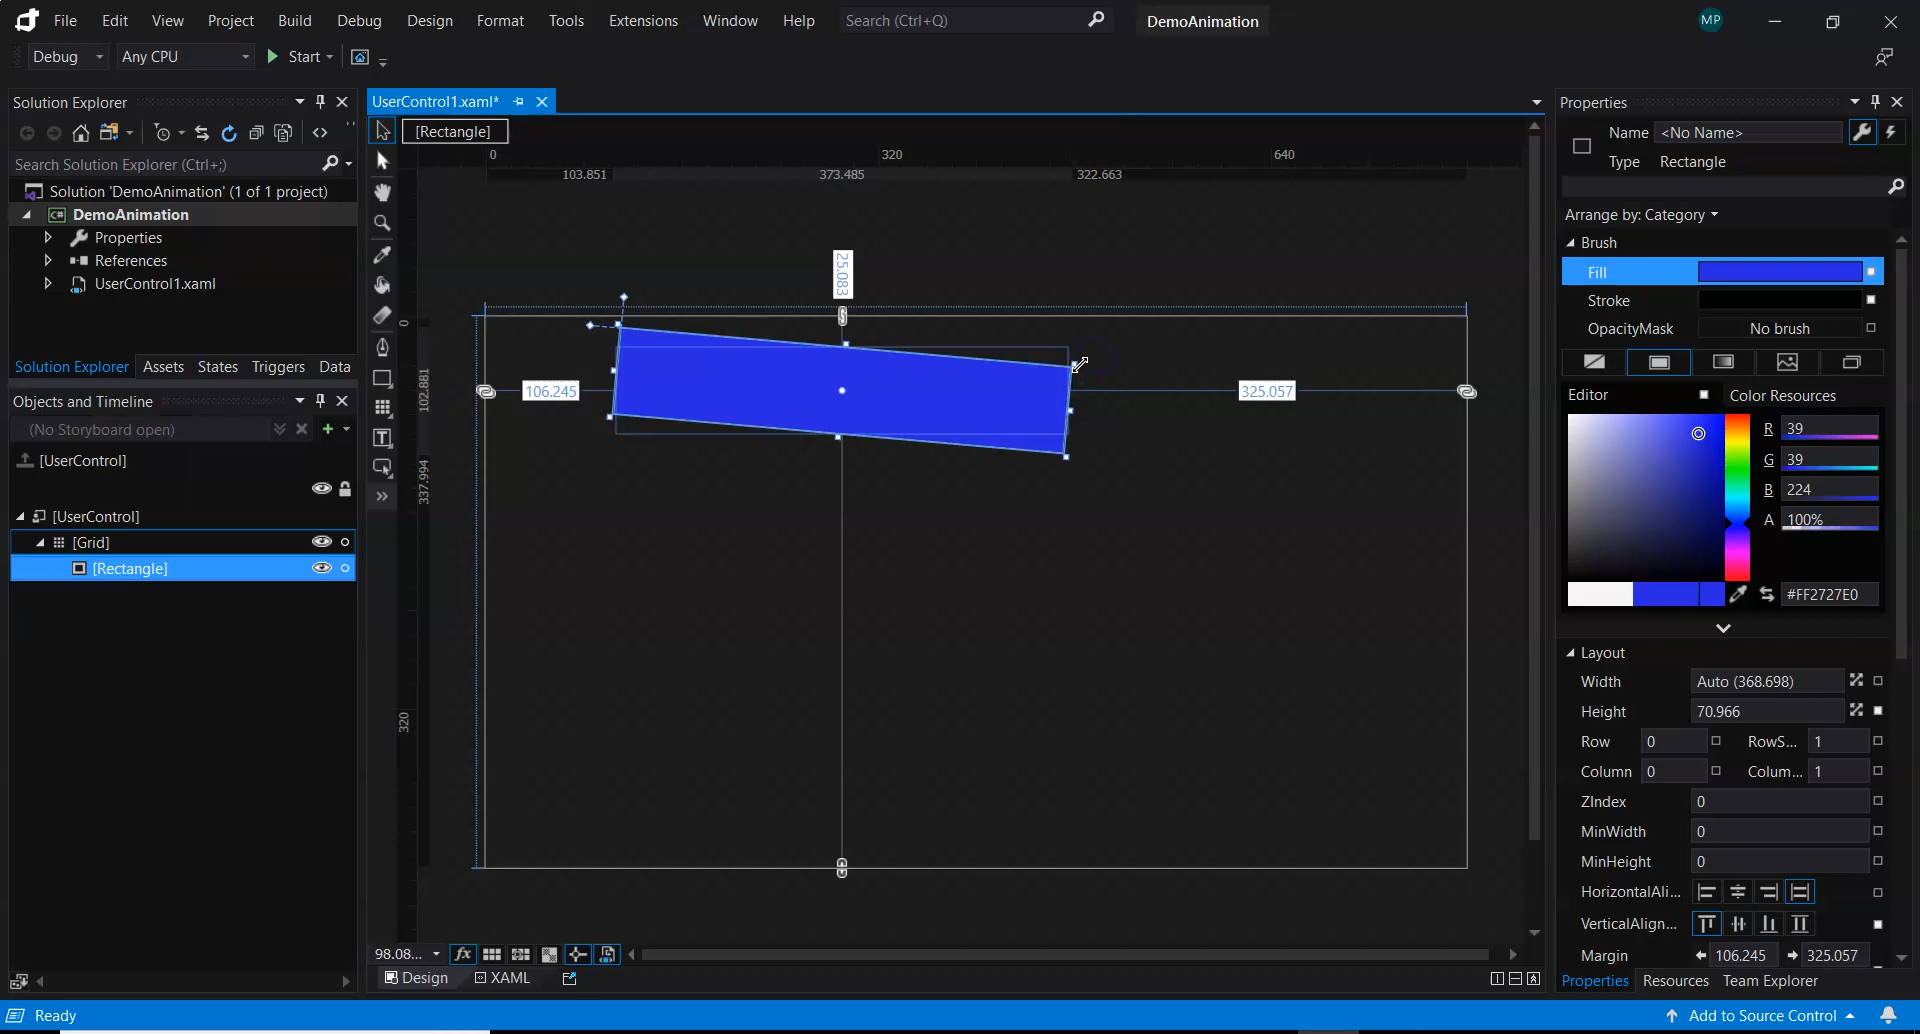 File Edit View Project Build Debug Design Format Tools Extensions Window Help Search (Ctrl+Q) DemoAnimation MP
Debug Any CPU Start
Solution Explorer
Search Solution Explorer (Ctrl+;)
Solution 'DemoAnimation' (1 of 1 project)
C# DemoAnimation
Properties
References
UserControl1.xaml
Solution Explorer Assets States Triggers Data
Objects and Timeline
(No Storyboard open)
[UserControl]
[UserControl]
[Grid]
[Rectangle]
UserControl1.xaml*
[Rectangle]
0 320 640
103.851 373.485 322.663
25.083
0
102.881
106.245 325.057
337.994
320
98.08... fx
Design XAML
Properties
Name <No Name>
Type Rectangle
Arrange by: Category
Brush
Fill
Stroke
OpacityMask No brush
Editor Color Resources
R 39
G 39
B 224
A 100%
#FF2727E0
Layout
Width Auto (368.698)
Height 70.966
Row 0 RowS... 1
Column 0 Colum... 1
ZIndex 0
MinWidth 0
MinHeight 0
HorizontalAli...
VerticalAlign...
Margin 106.245 325.057
Properties Resources Team Explorer
Ready Add to Source Control